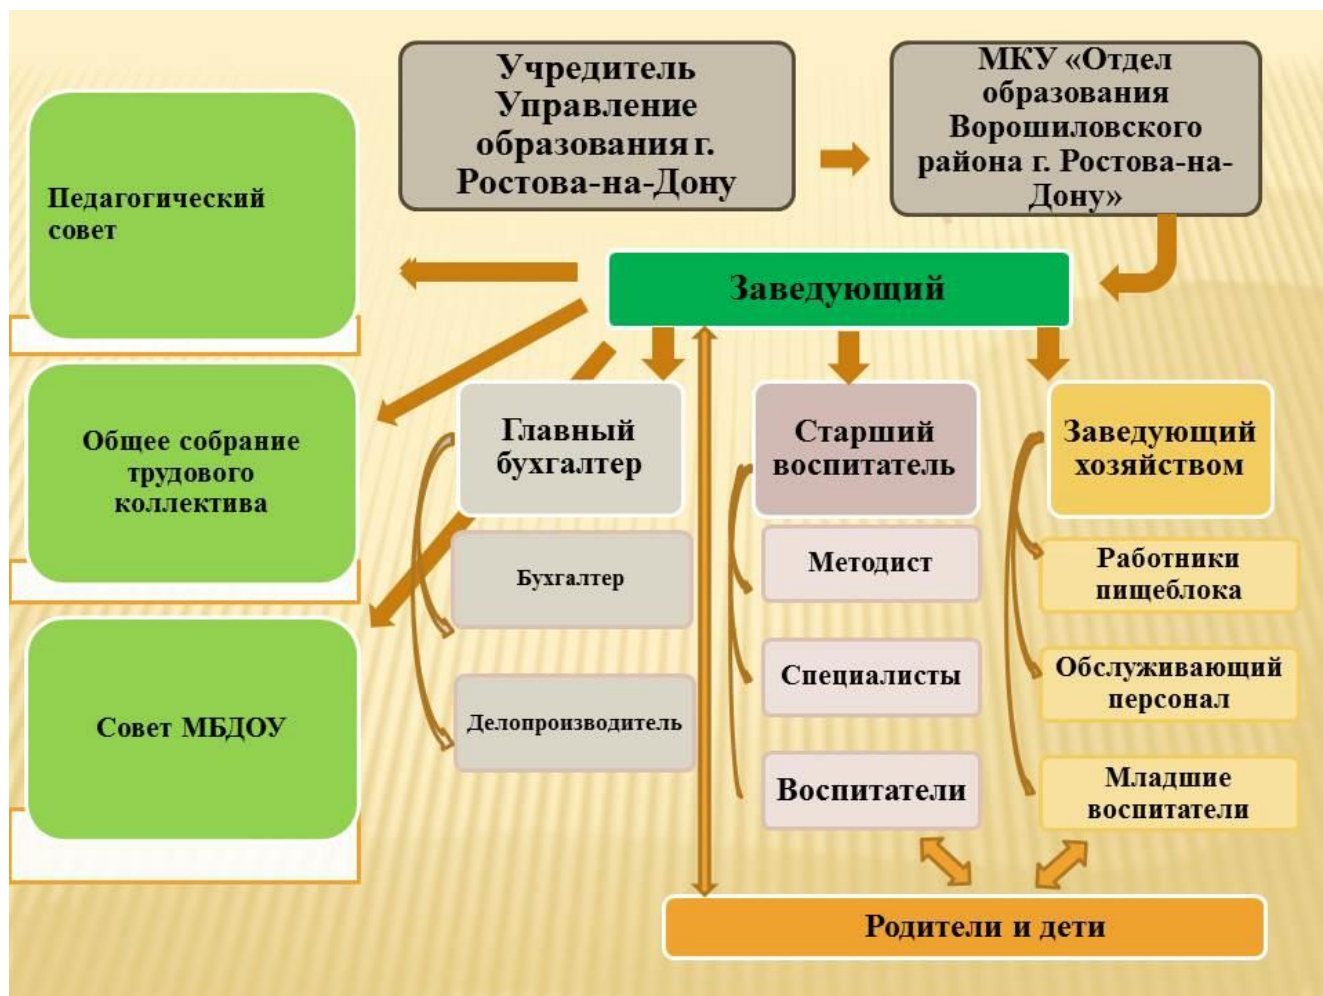 Учредитель
Управление
образования г.
Ростова-на-Дону
МКУ «Отдел
образования
Ворошиловского
района г. Ростова-на-
Дону»
Педагогический
совет
Заведующий
Общее собрание
трудового
коллектива
Главный
бухгалтер
Старший
воспитатель
Заведующий
хозяйством
Бухгалтер
Методист
Работники
пищеблока
Делопроизводитель
Специалисты
Обслуживающий
персонал
Совет МБДОУ
Воспитатели
Младшие
воспитатели
Родители и дети